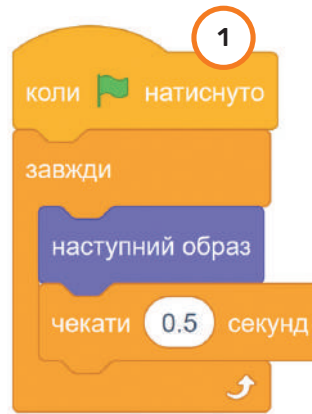 1
коли натиснуто
завжди
наступний образ
чекати 0.5 секунд